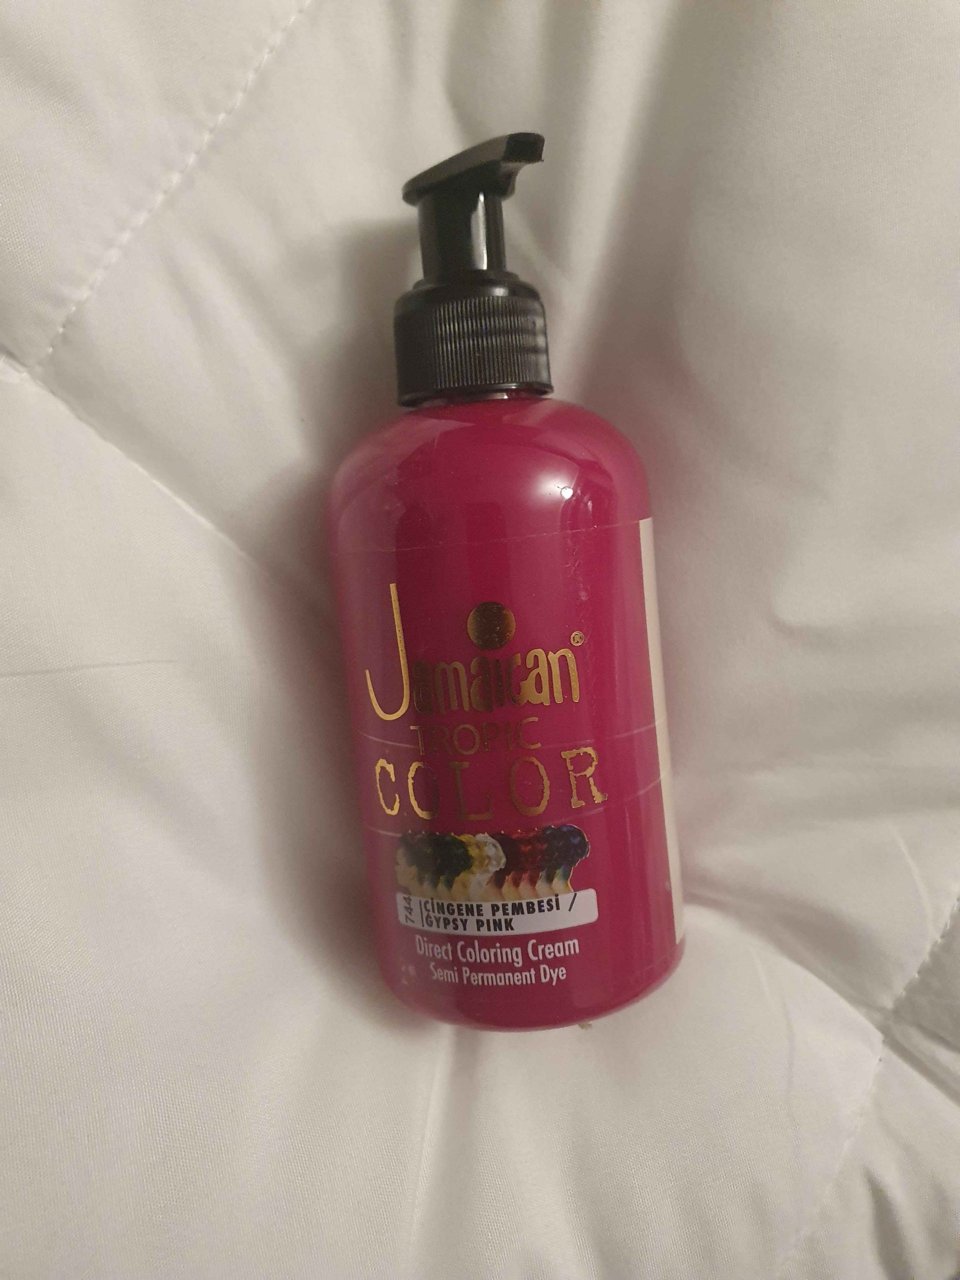 Jamaican®
TROPIC
COLOR
744
ÇİNGENE PEMBESİ /
GYPSY PINK
Direct Coloring Cream
Semi Permanent Dye